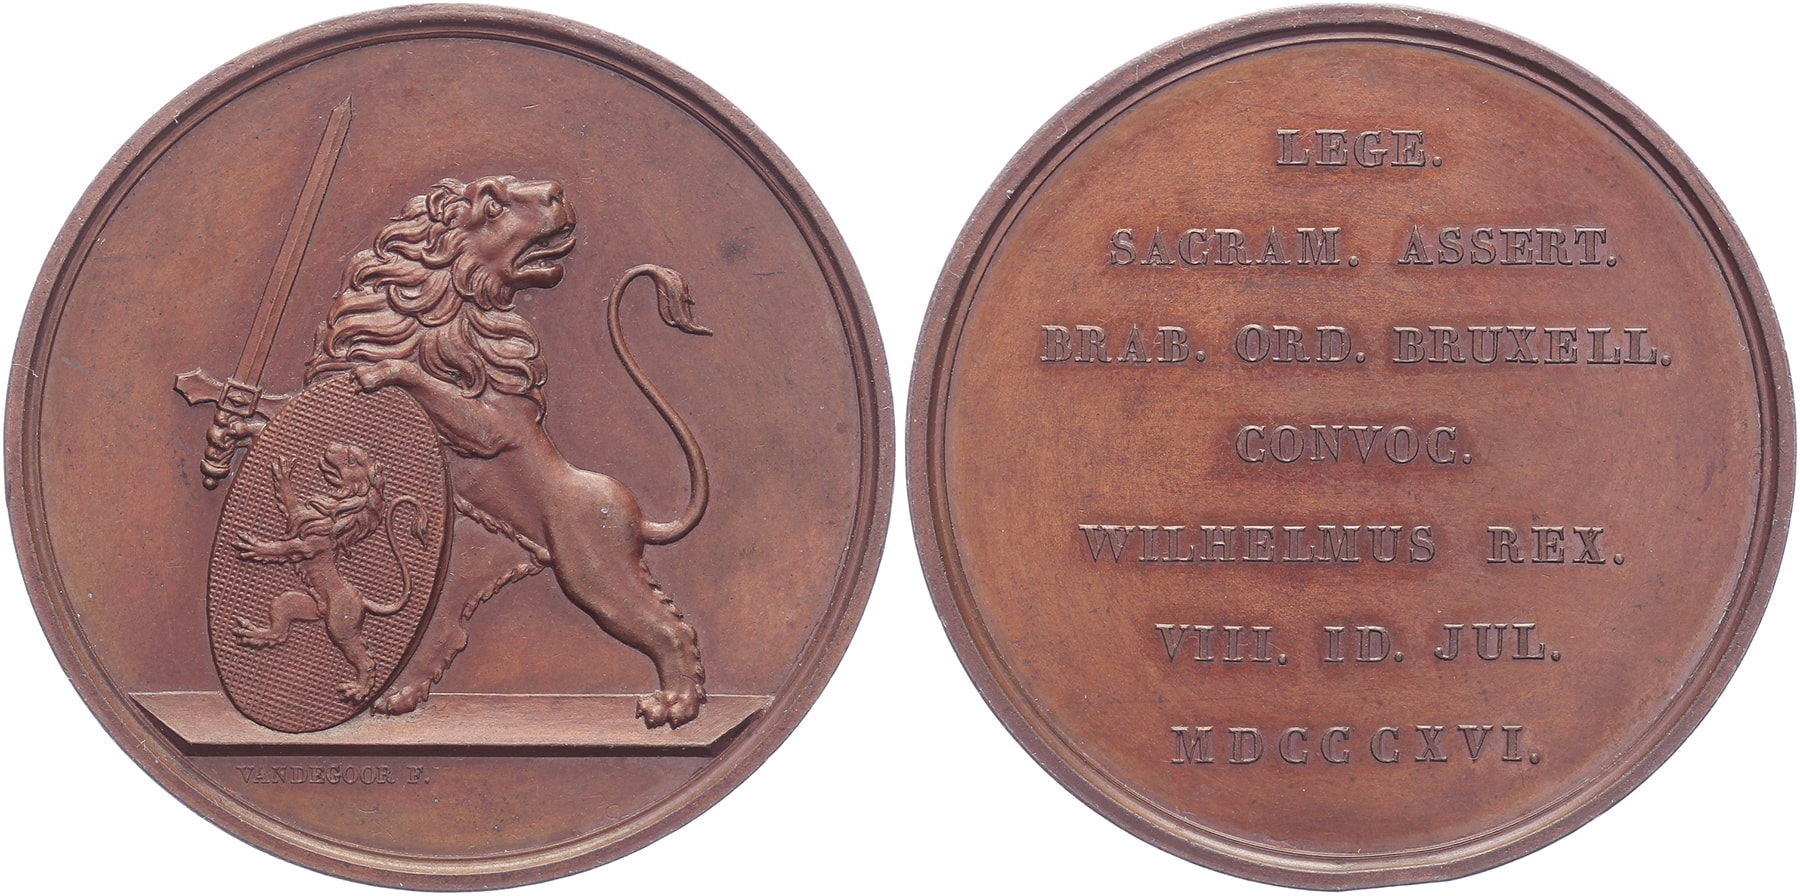 VANDEGOOR F.
LEGE.
SAGRAM. ASSERT.
BRAB. ORD. BRUXELL.
CONVOC.
WILHELMUS REX.
VIII. ID. JUL.
MDCCCXVI.